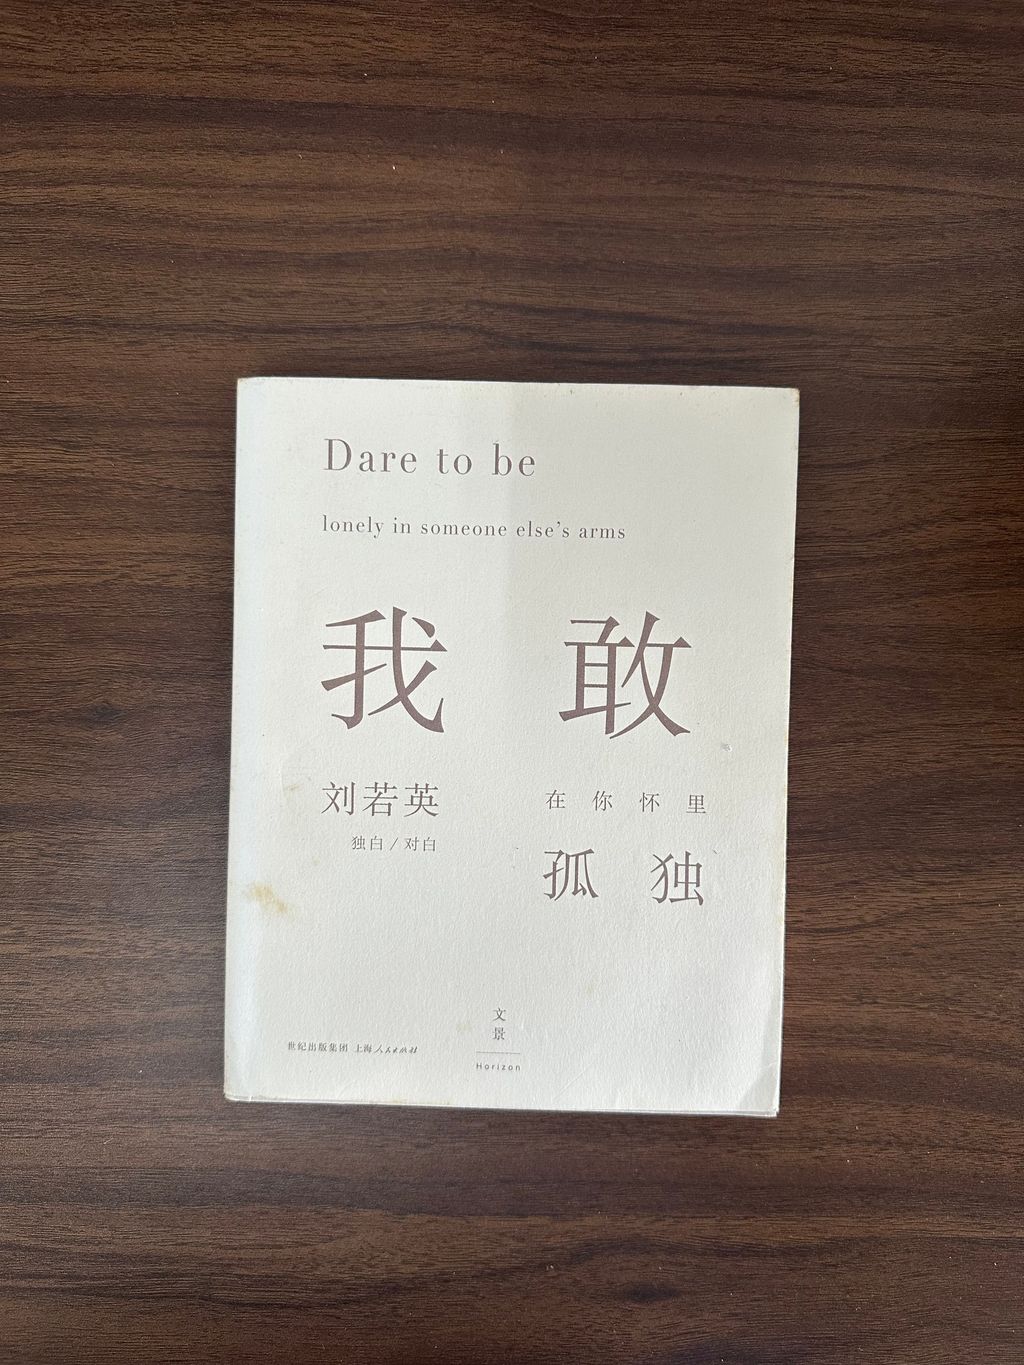 Dare to be
lonely in someone else's arms
我敢
刘若英
独白/对白
在你怀里
孤独
文景
Horizon
世纪出版集团 上海人民出版社